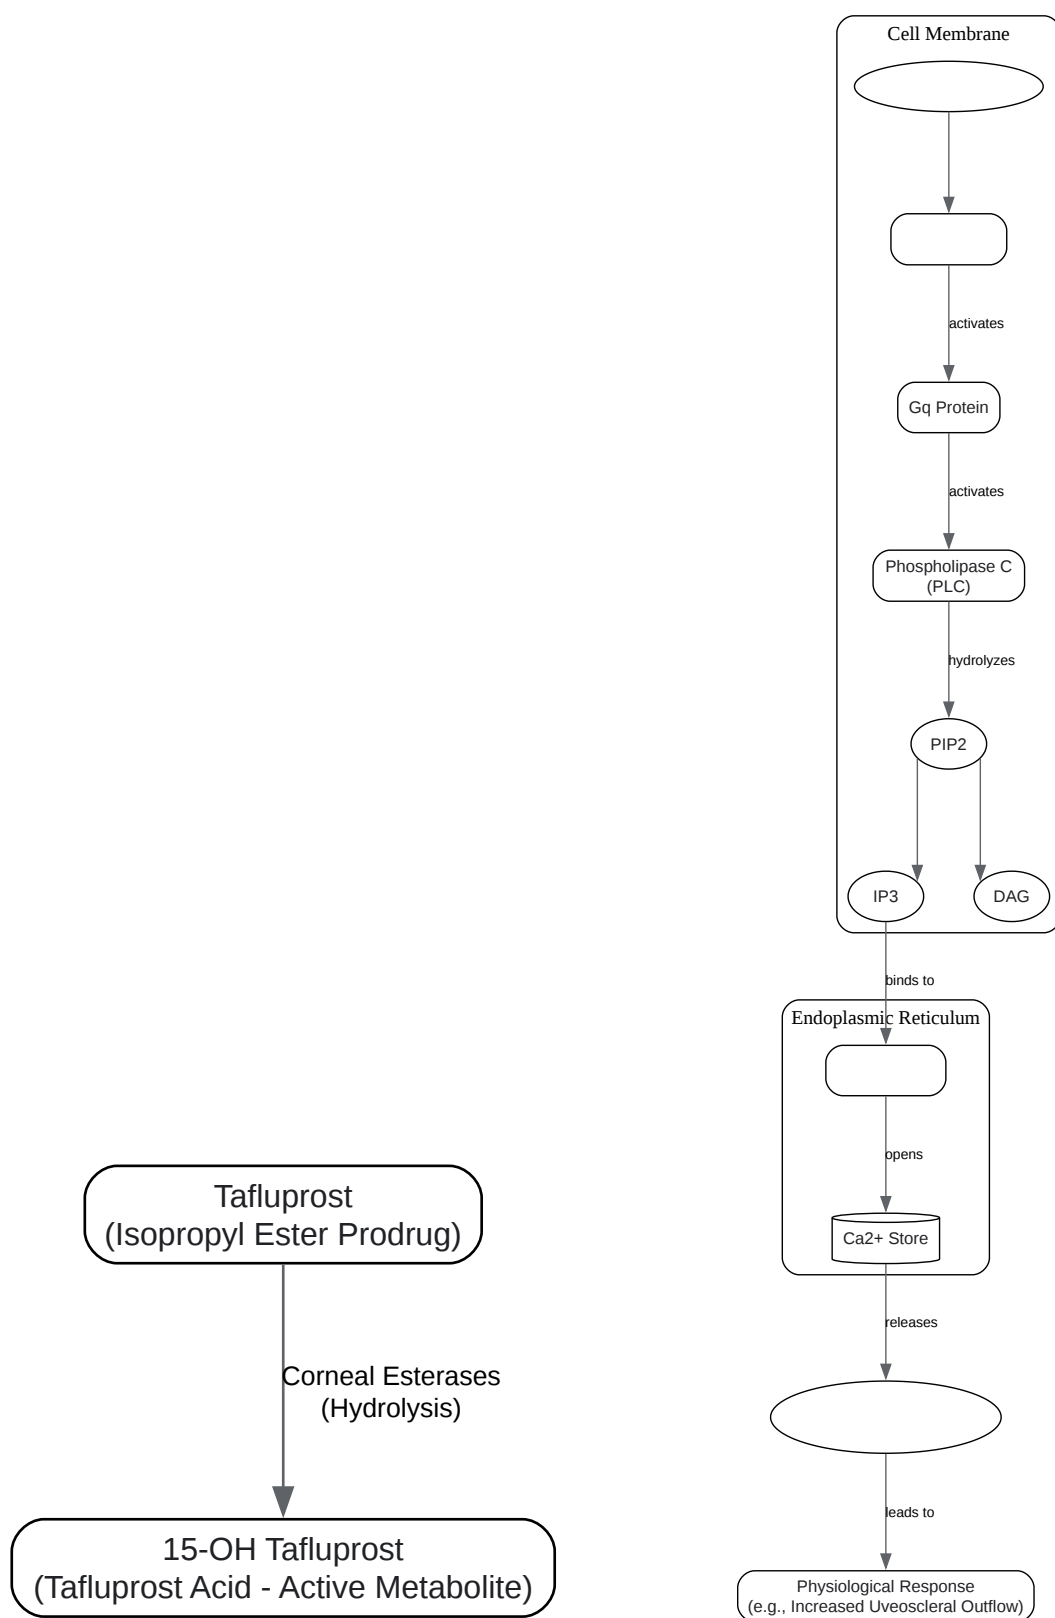 Cell Membrane
activates
Gq Protein
activates
Phospholipase C
(PLC)
hydrolyzes
PIP2
IP3
DAG
binds to
Endoplasmic Reticulum
opens
Ca2+ Store
releases
leads to
Physiological Response
(e.g., Increased Uveoscleral Outflow)
Tafluprost
(Isopropyl Ester Prodrug)
Corneal Esterases
(Hydrolysis)
15-OH Tafluprost
(Tafluprost Acid - Active Metabolite)